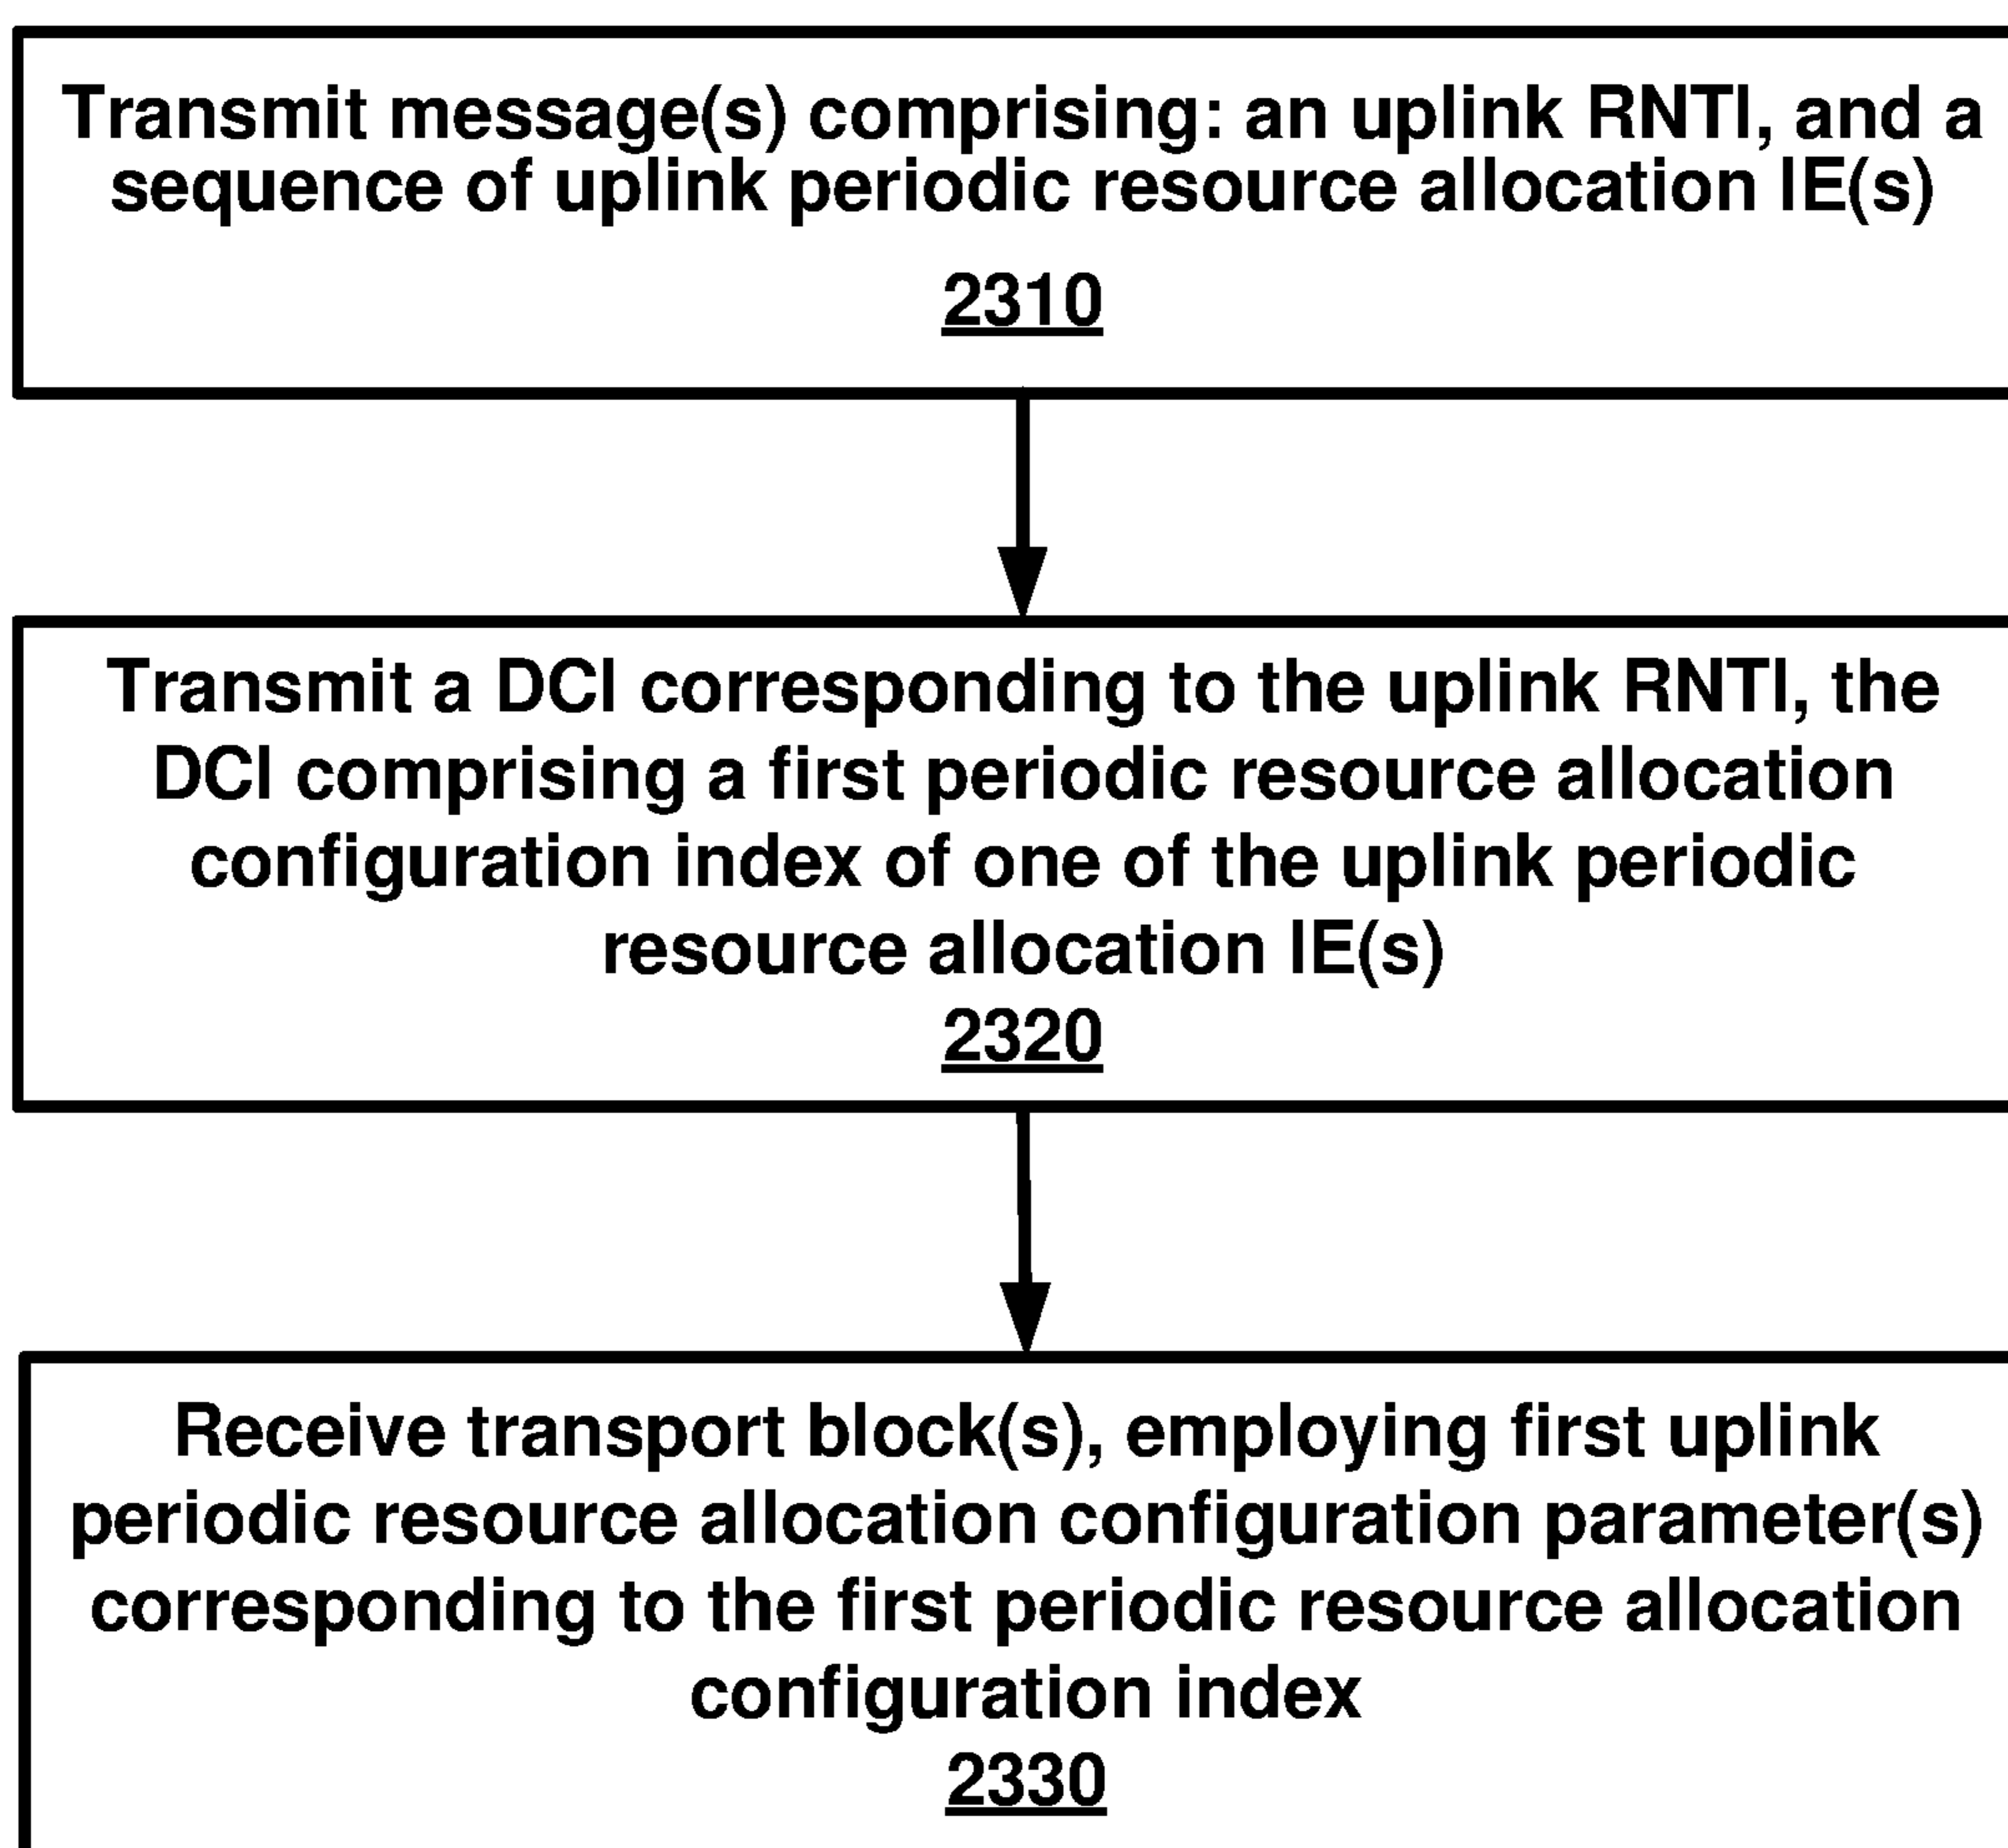 Transmit message(s) comprising: an uplink RNTI, and a
sequence of uplink periodic resource allocation IE(s)
2310
Transmit a DCI corresponding to the uplink RNTI, the
DCI comprising a first periodic resource allocation
configuration index of one of the uplink periodic
resource allocation IE(s)
2320
Receive transport block(s), employing first uplink
periodic resource allocation configuration parameter(s)
corresponding to the first periodic resource allocation
configuration index
2330